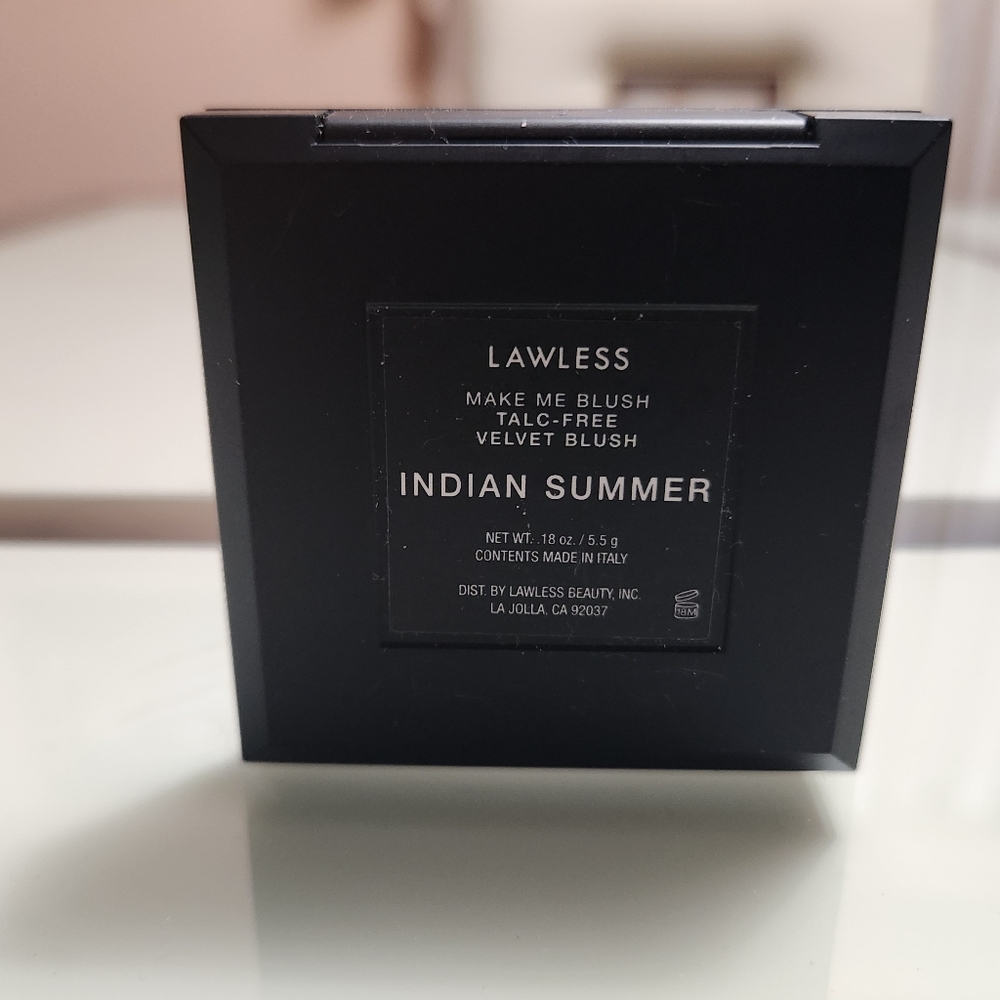 LAWLESS
MAKE ME BLUSH
TALC-FREE
VELVET BLUSH
INDIAN SUMMER
NET WT. .18 oz. / 5.5 g
CONTENTS MADE IN ITALY
DIST. BY LAWLESS BEAUTY, INC.
LA JOLLA, CA 92037
18M